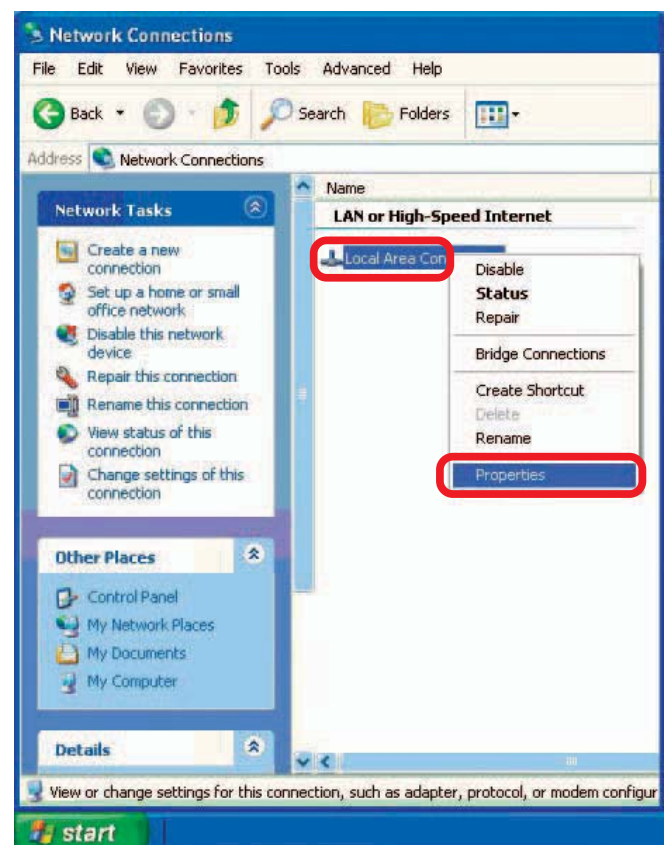 Network Connections
File Edit View Favorites Tools Advanced Help
Back Search Folders
Address Network Connections
Network Tasks
Create a new
connection
Set up a home or small
office network
Disable this network
device
Repair this connection
Rename this connection
View status of this
connection
Change settings of this
connection
Other Places
Control Panel
My Network Places
My Documents
My Computer
Details
Name
LAN or High-Speed Internet
Local Area Con
Disable
Status
Repair
Bridge Connections
Create Shortcut
Delete
Rename
Properties
View or change settings for this connection, such as adapter, protocol, or modem configur
start